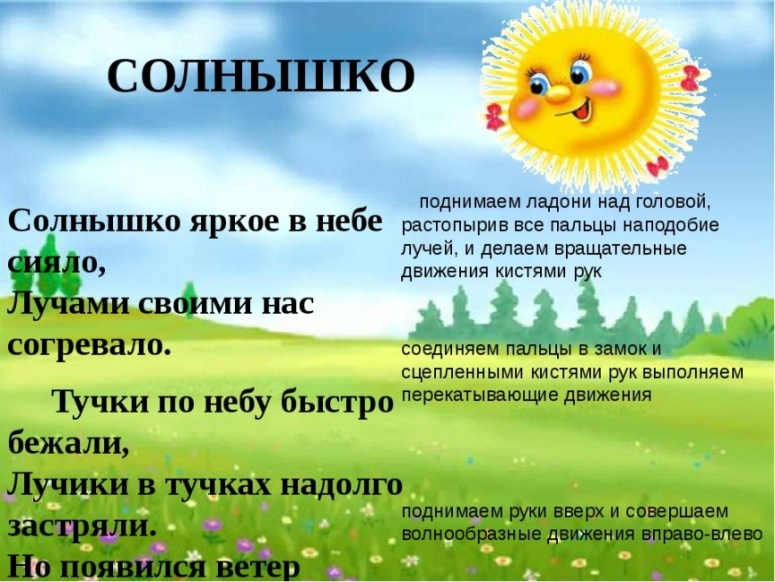 СОЛНЫШКО
Солнышко яркое в небе
сияло,
Лучами своими нас
согревало.
Тучки по небу быстро
бежали,
Лучики в тучках надолго
застряли.
Но появился ветер
поднимаем ладони над головой,
растопырив все пальцы наподобие
лучей, и делаем вращательные
движения кистями рук
соединяем пальцы в замок и
сцепленными кистями рук выполняем
перекатывающие движения
поднимаем руки вверх и совершаем
волнообразные движения вправо-влево